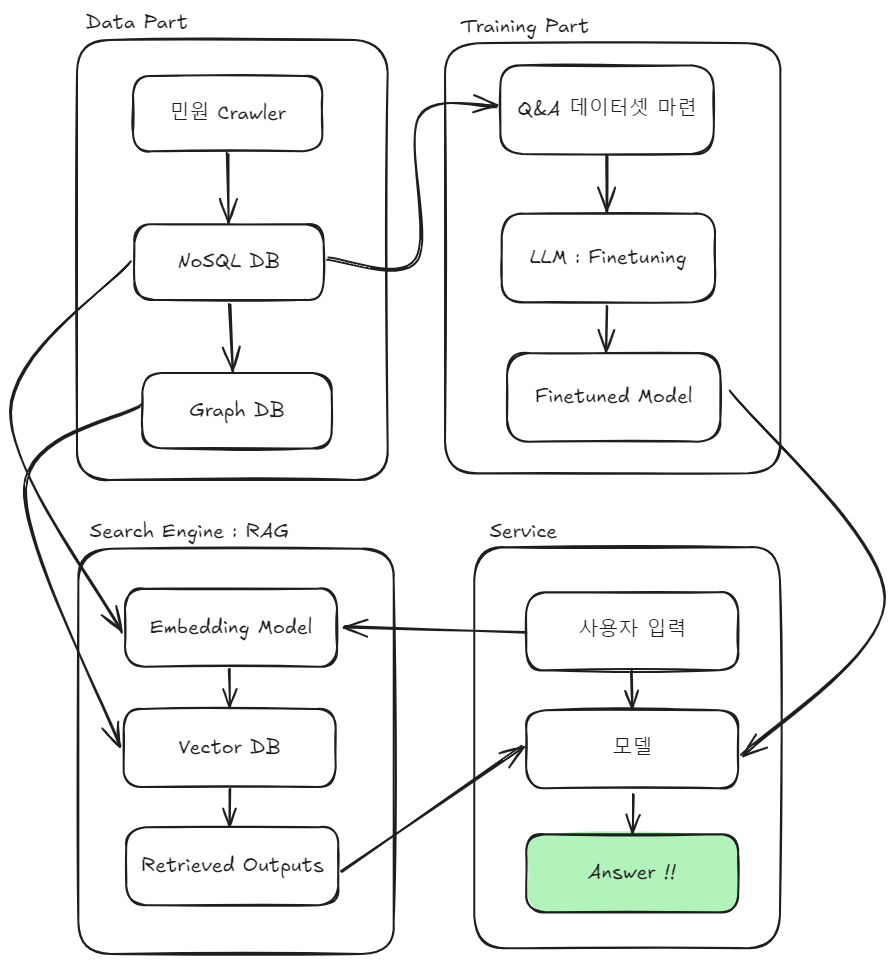 Data Part
민원 Crawler
NoSQL DB
Graph DB
Training Part
Q&A 데이터셋 마련
LLM : Finetuning
Finetuned Model
Search Engine : RAG
Embedding Model
Vector DB
Retrieved Outputs
Service
사용자 입력
모델
Answer !!